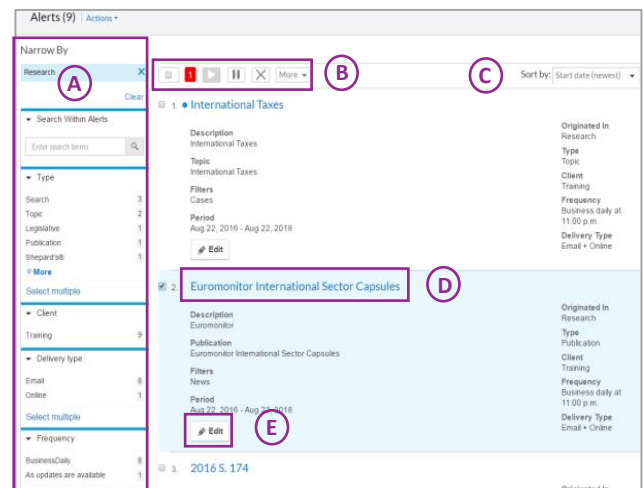 Alerts (9) Actions
Narrow By
Research X
A
Clear
Search Within Alerts
Enter search terms
Type
Search 3
Topic 2
Legislative 1
Publication 1
Shepard's® 1
More
Select multiple
Client
Training 9
Delivery type
Email 8
Online 1
Select multiple
Frequency
BusinessDaily 8
As updates are available 1
1 More
B
C
Sort by: Start date (newest)
1. International Taxes
Description
International Taxes
Topic
International Taxes
Filters
Cases
Period
Aug 22, 2016 - Aug 22, 2018
Edit
Originated In
Research
Type
Topic
Client
Training
Frequency
Business daily at
11:00 p.m.
Delivery Type
Email + Online
2. Euromonitor International Sector Capsules
D
Description
Euromonitor
Publication
Euromonitor International Sector Capsules
Filters
News
Period
Aug 22, 2016 - Aug 22, 2018
Edit
E
Originated In
Research
Type
Publication
Client
Training
Frequency
Business daily at
11:00 p.m.
Delivery Type
Email + Online
3. 2016 S. 174
Originated In